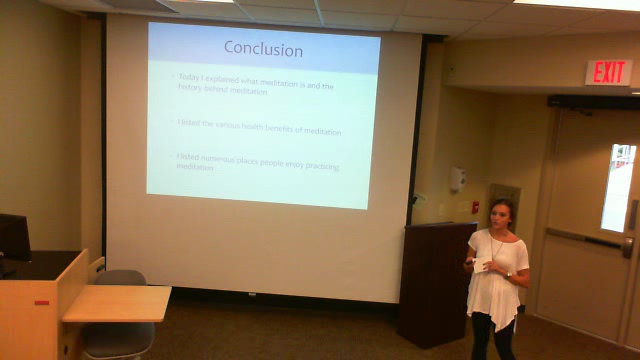 Conclusion
Today I explained what meditation is and the
history behind meditation
I listed the various health benefits of meditation
I listed numerous places people enjoy practicing
meditation
EXIT